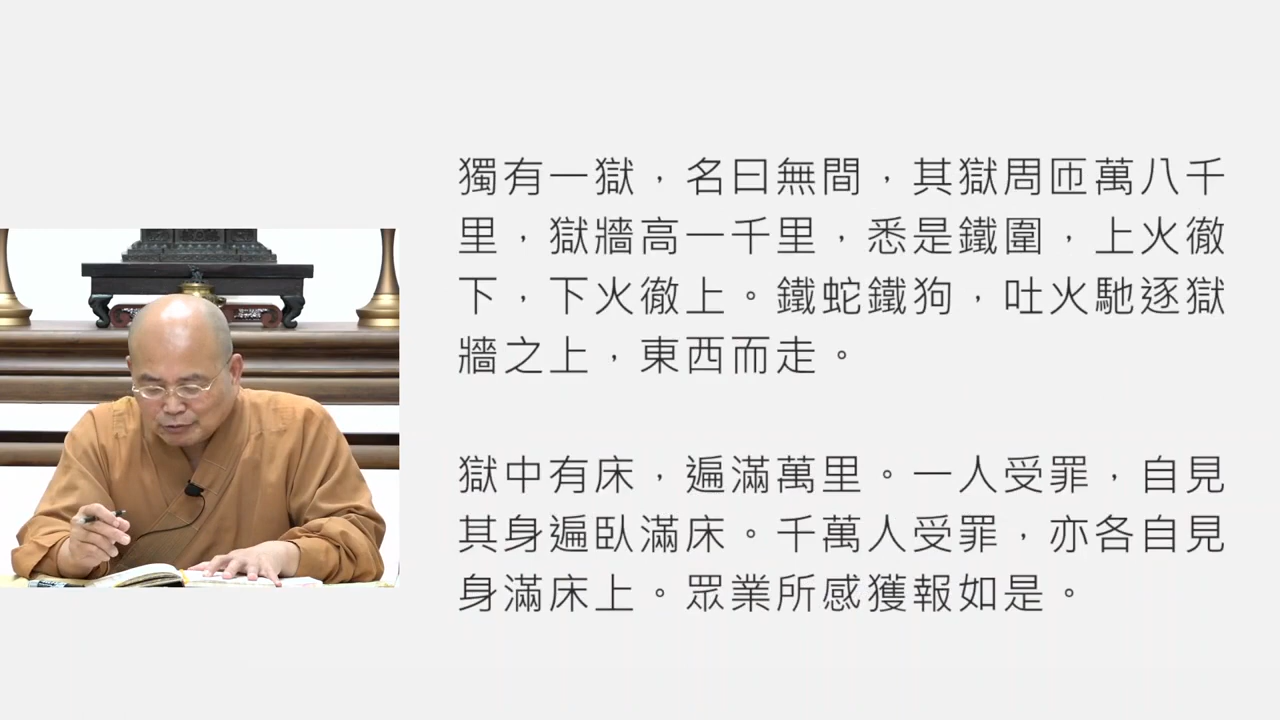 獨有一獄，名曰無間，其獄周匝萬八千
里，獄牆高一千里，悉是鐵圍，上火徹
下，下火徹上。鐵蛇鐵狗，吐火馳逐獄
牆之上，東西而走。
獄中有床，遍滿萬里。一人受罪，自見
其身遍臥滿床。千萬人受罪，亦各自見
身滿床上。眾業所感獲報如是。